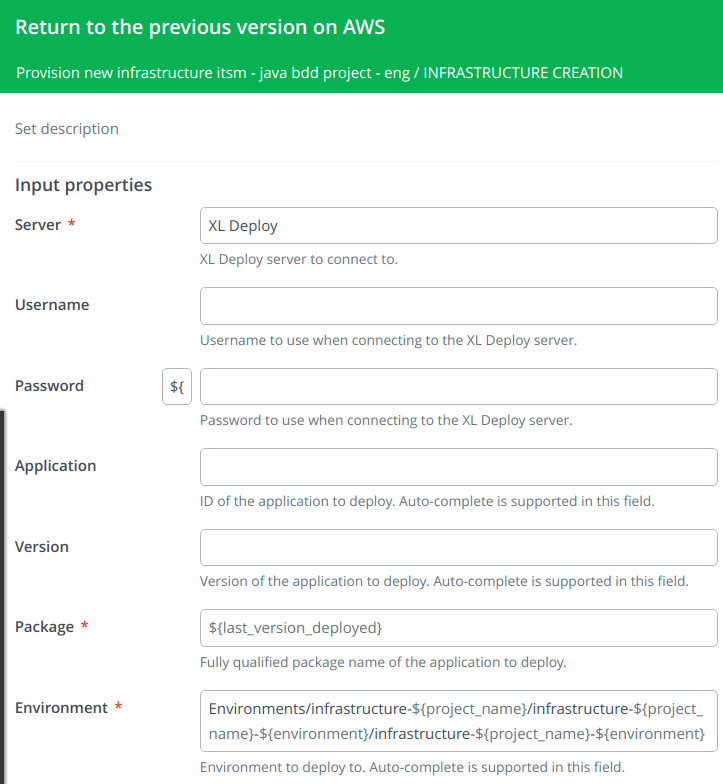 Return to the previous version on AWS
Provision new infrastructure itsm - java bdd project - eng / INFRASTRUCTURE CREATION
Set description
Input properties
Server *
XL Deploy
XL Deploy server to connect to.
Username
Username to use when connecting to the XL Deploy server.
Password
${
Password to use when connecting to the XL Deploy server.
Application
ID of the application to deploy. Auto-complete is supported in this field.
Version
Version of the application to deploy. Auto-complete is supported in this field.
Package *
${last_version_deployed}
Fully qualified package name of the application to deploy.
Environment *
Environments/infrastructure-${project_name}/infrastructure-${project_
name}-${environment}/infrastructure-${project_name}-${environment}
Environment to deploy to. Auto-complete is supported in this field.